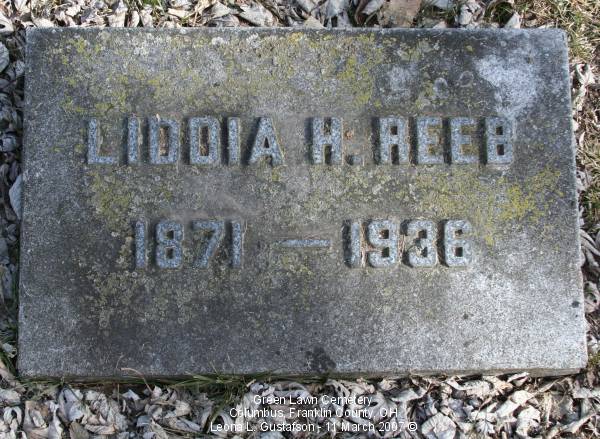 LIDDIA H. REEB
1871 — 1936
Green Lawn Cemetery
Columbus, Franklin County, OH
Leona L. Gustafson - 11 March 2007 ©